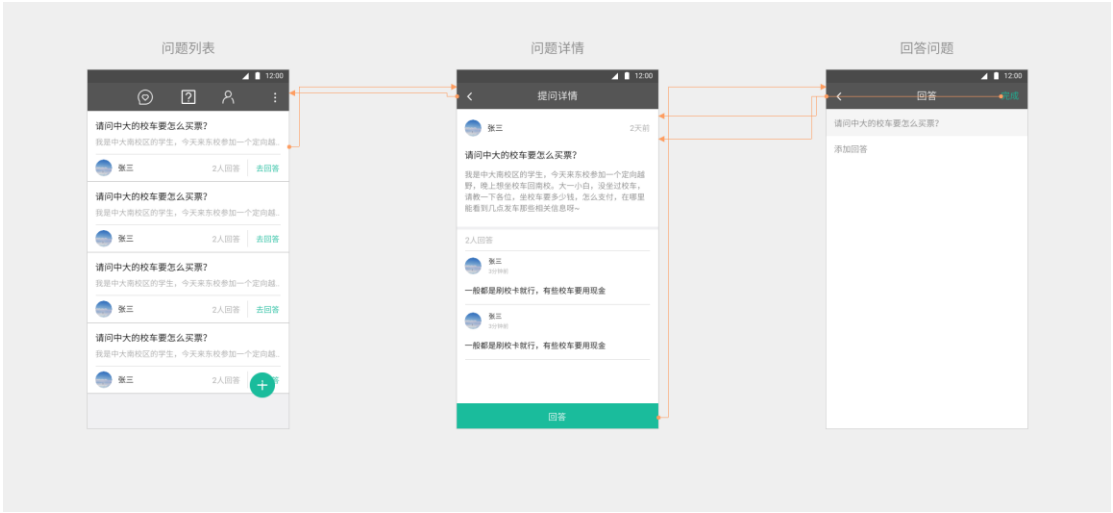 问题列表
12:00
请问中大的校车要怎么买票?
我是中大南校区的学生，今天来东校参加一个定向越..
张三
2人回答
去回答
请问中大的校车要怎么买票?
我是中大南校区的学生，今天来东校参加一个定向越..
张三
2人回答
去回答
请问中大的校车要怎么买票?
我是中大南校区的学生，今天来东校参加一个定向越..
张三
2人回答
去回答
请问中大的校车要怎么买票?
我是中大南校区的学生，今天来东校参加一个定向越..
张三
2人回答
问题详情
12:00
提问详情
张三
2天前
请问中大的校车要怎么买票?
我是中大南校区的学生，今天来东校参加一个定向越
野，晚上想坐校车回南校。大一小白，没坐过校车，
请教一下各位，坐校车要多少钱，怎么支付，在哪里
能看到几点发车那些相关信息呀~
2人回答
张三
2分钟前
一般都是刷校卡就行，有些校车要用现金
张三
2分钟前
一般都是刷校卡就行，有些校车要用现金
回答
回答问题
12:00
回答
完成
请问中大的校车要怎么买票?
添加回答